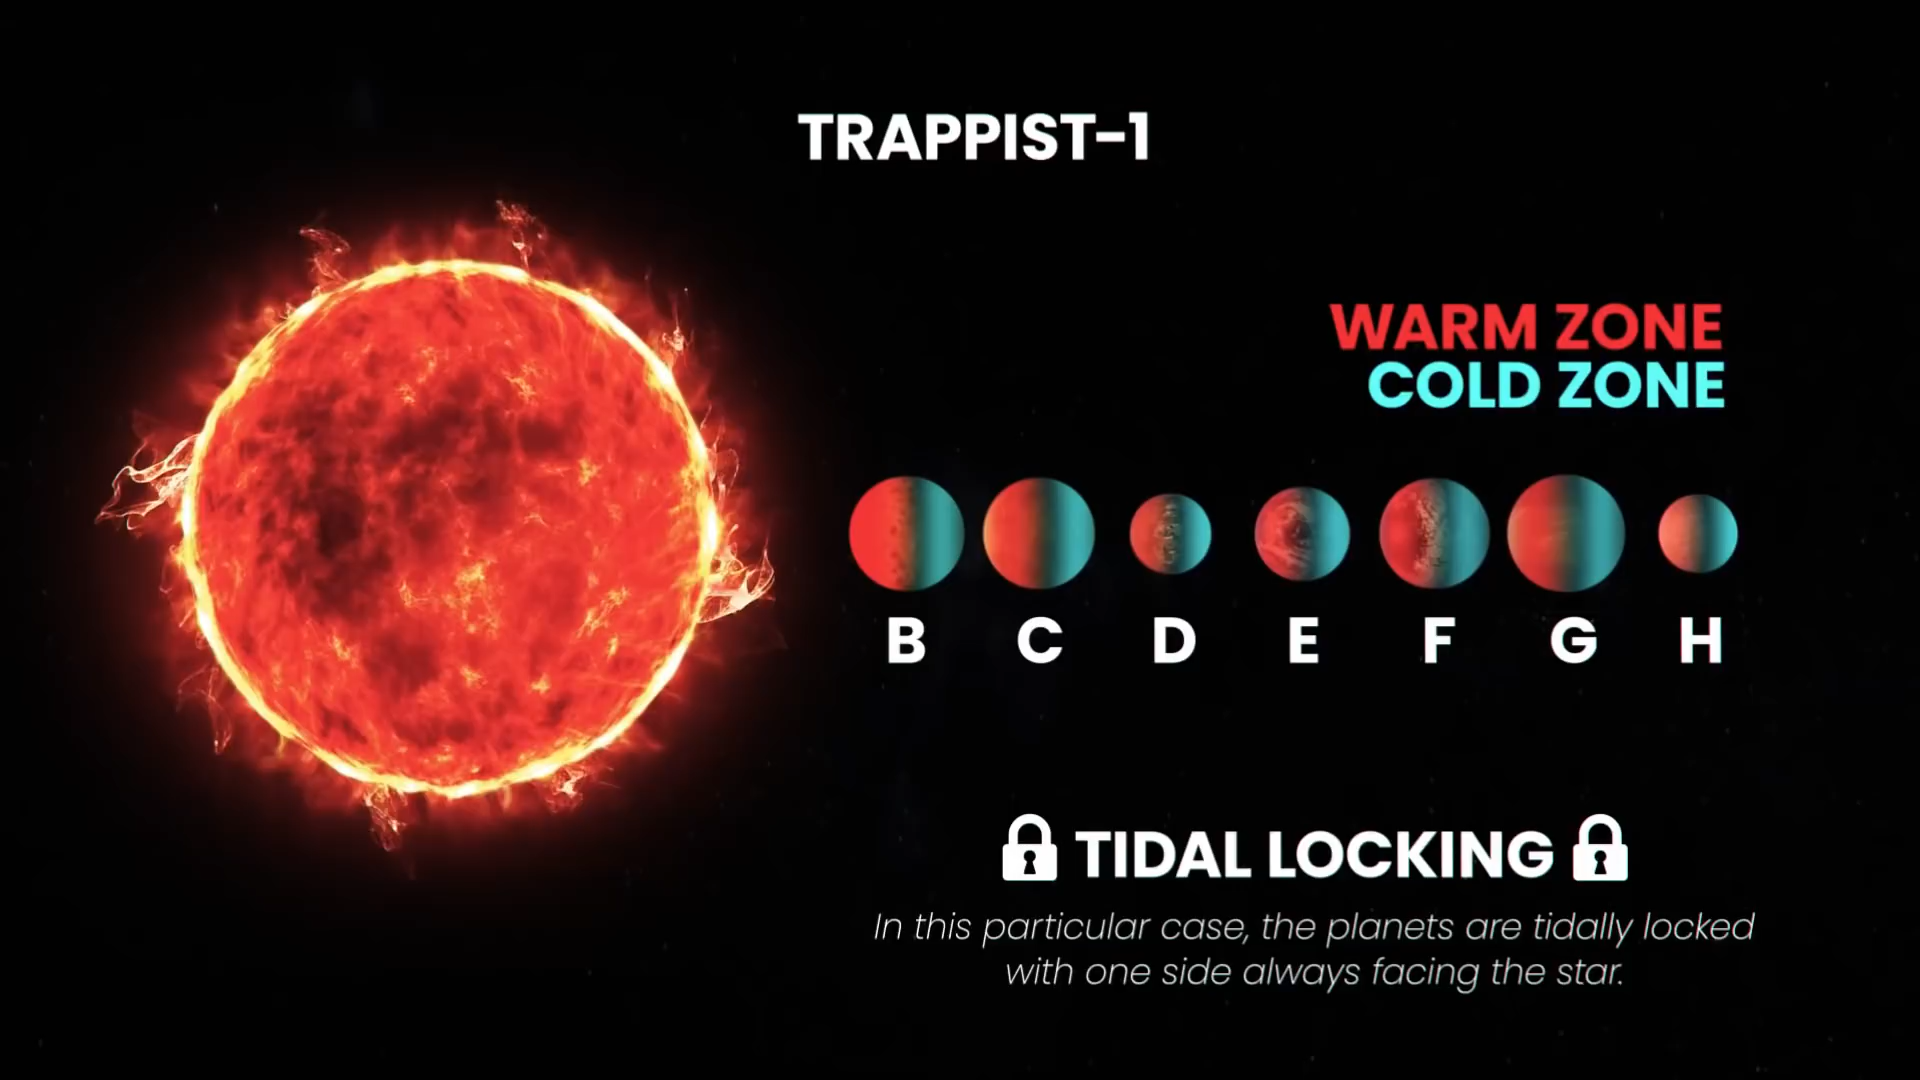 TRAPPIST-1
WARM ZONE
COLD ZONE
B C D E F G H
TIDAL LOCKING
In this particular case, the planets are tidally locked
with one side always facing the star.